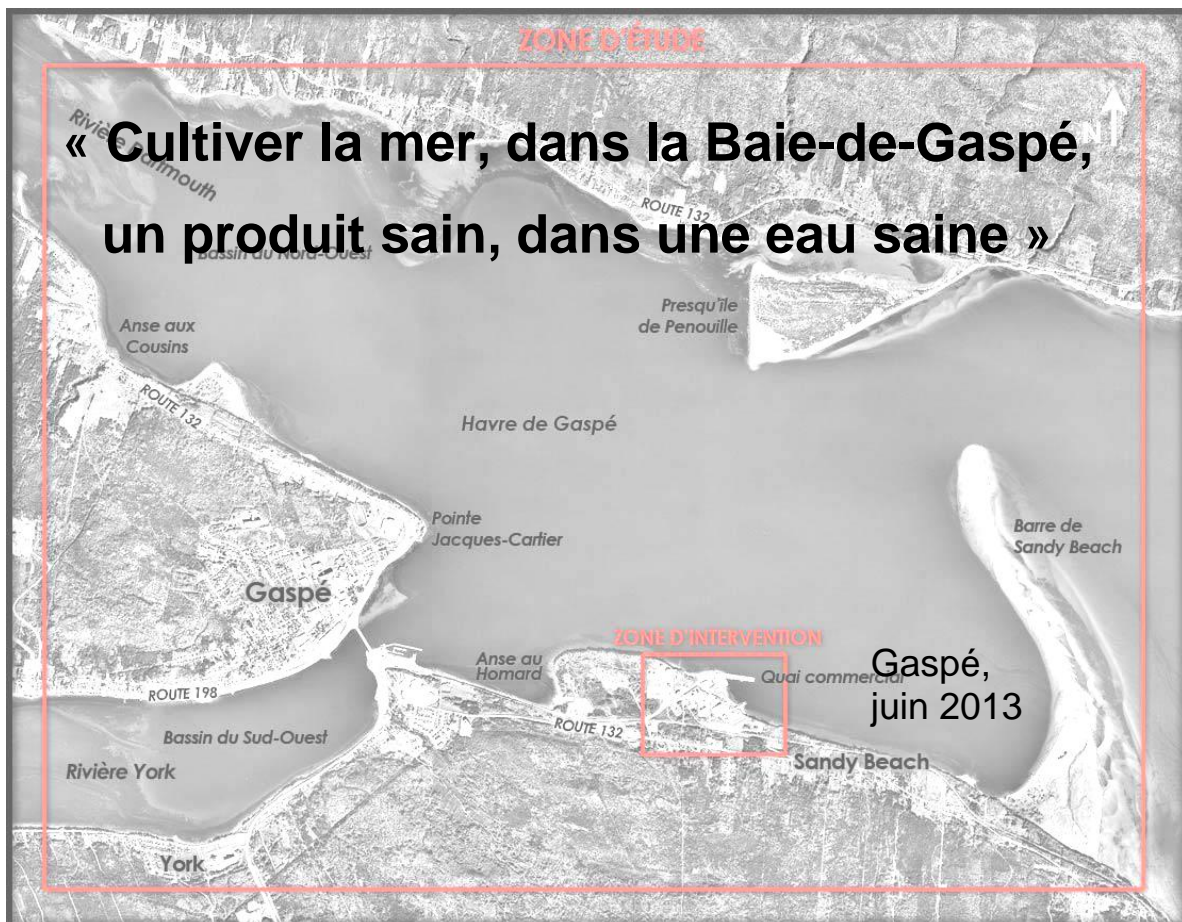 ZONE D'ÉTUDE
« Cultiver la mer, dans la Baie-de-Gaspé,
un produit sain, dans une eau saine »
N
Rivière Dartmouth
ROUTE 132
Bassin du Nord-Ouest
Presqu'île
de Penouille
Anse aux
Cousins
ROUTE 132
Havre de Gaspé
Pointe
Jacques-Cartier
Barre de
Sandy Beach
Gaspé
ZONE D'INTERVENTION
Anse au
Homard
Quai commercial
Gaspé,
juin 2013
ROUTE 198
ROUTE 132
Bassin du Sud-Ouest
Sandy Beach
Rivière York
York